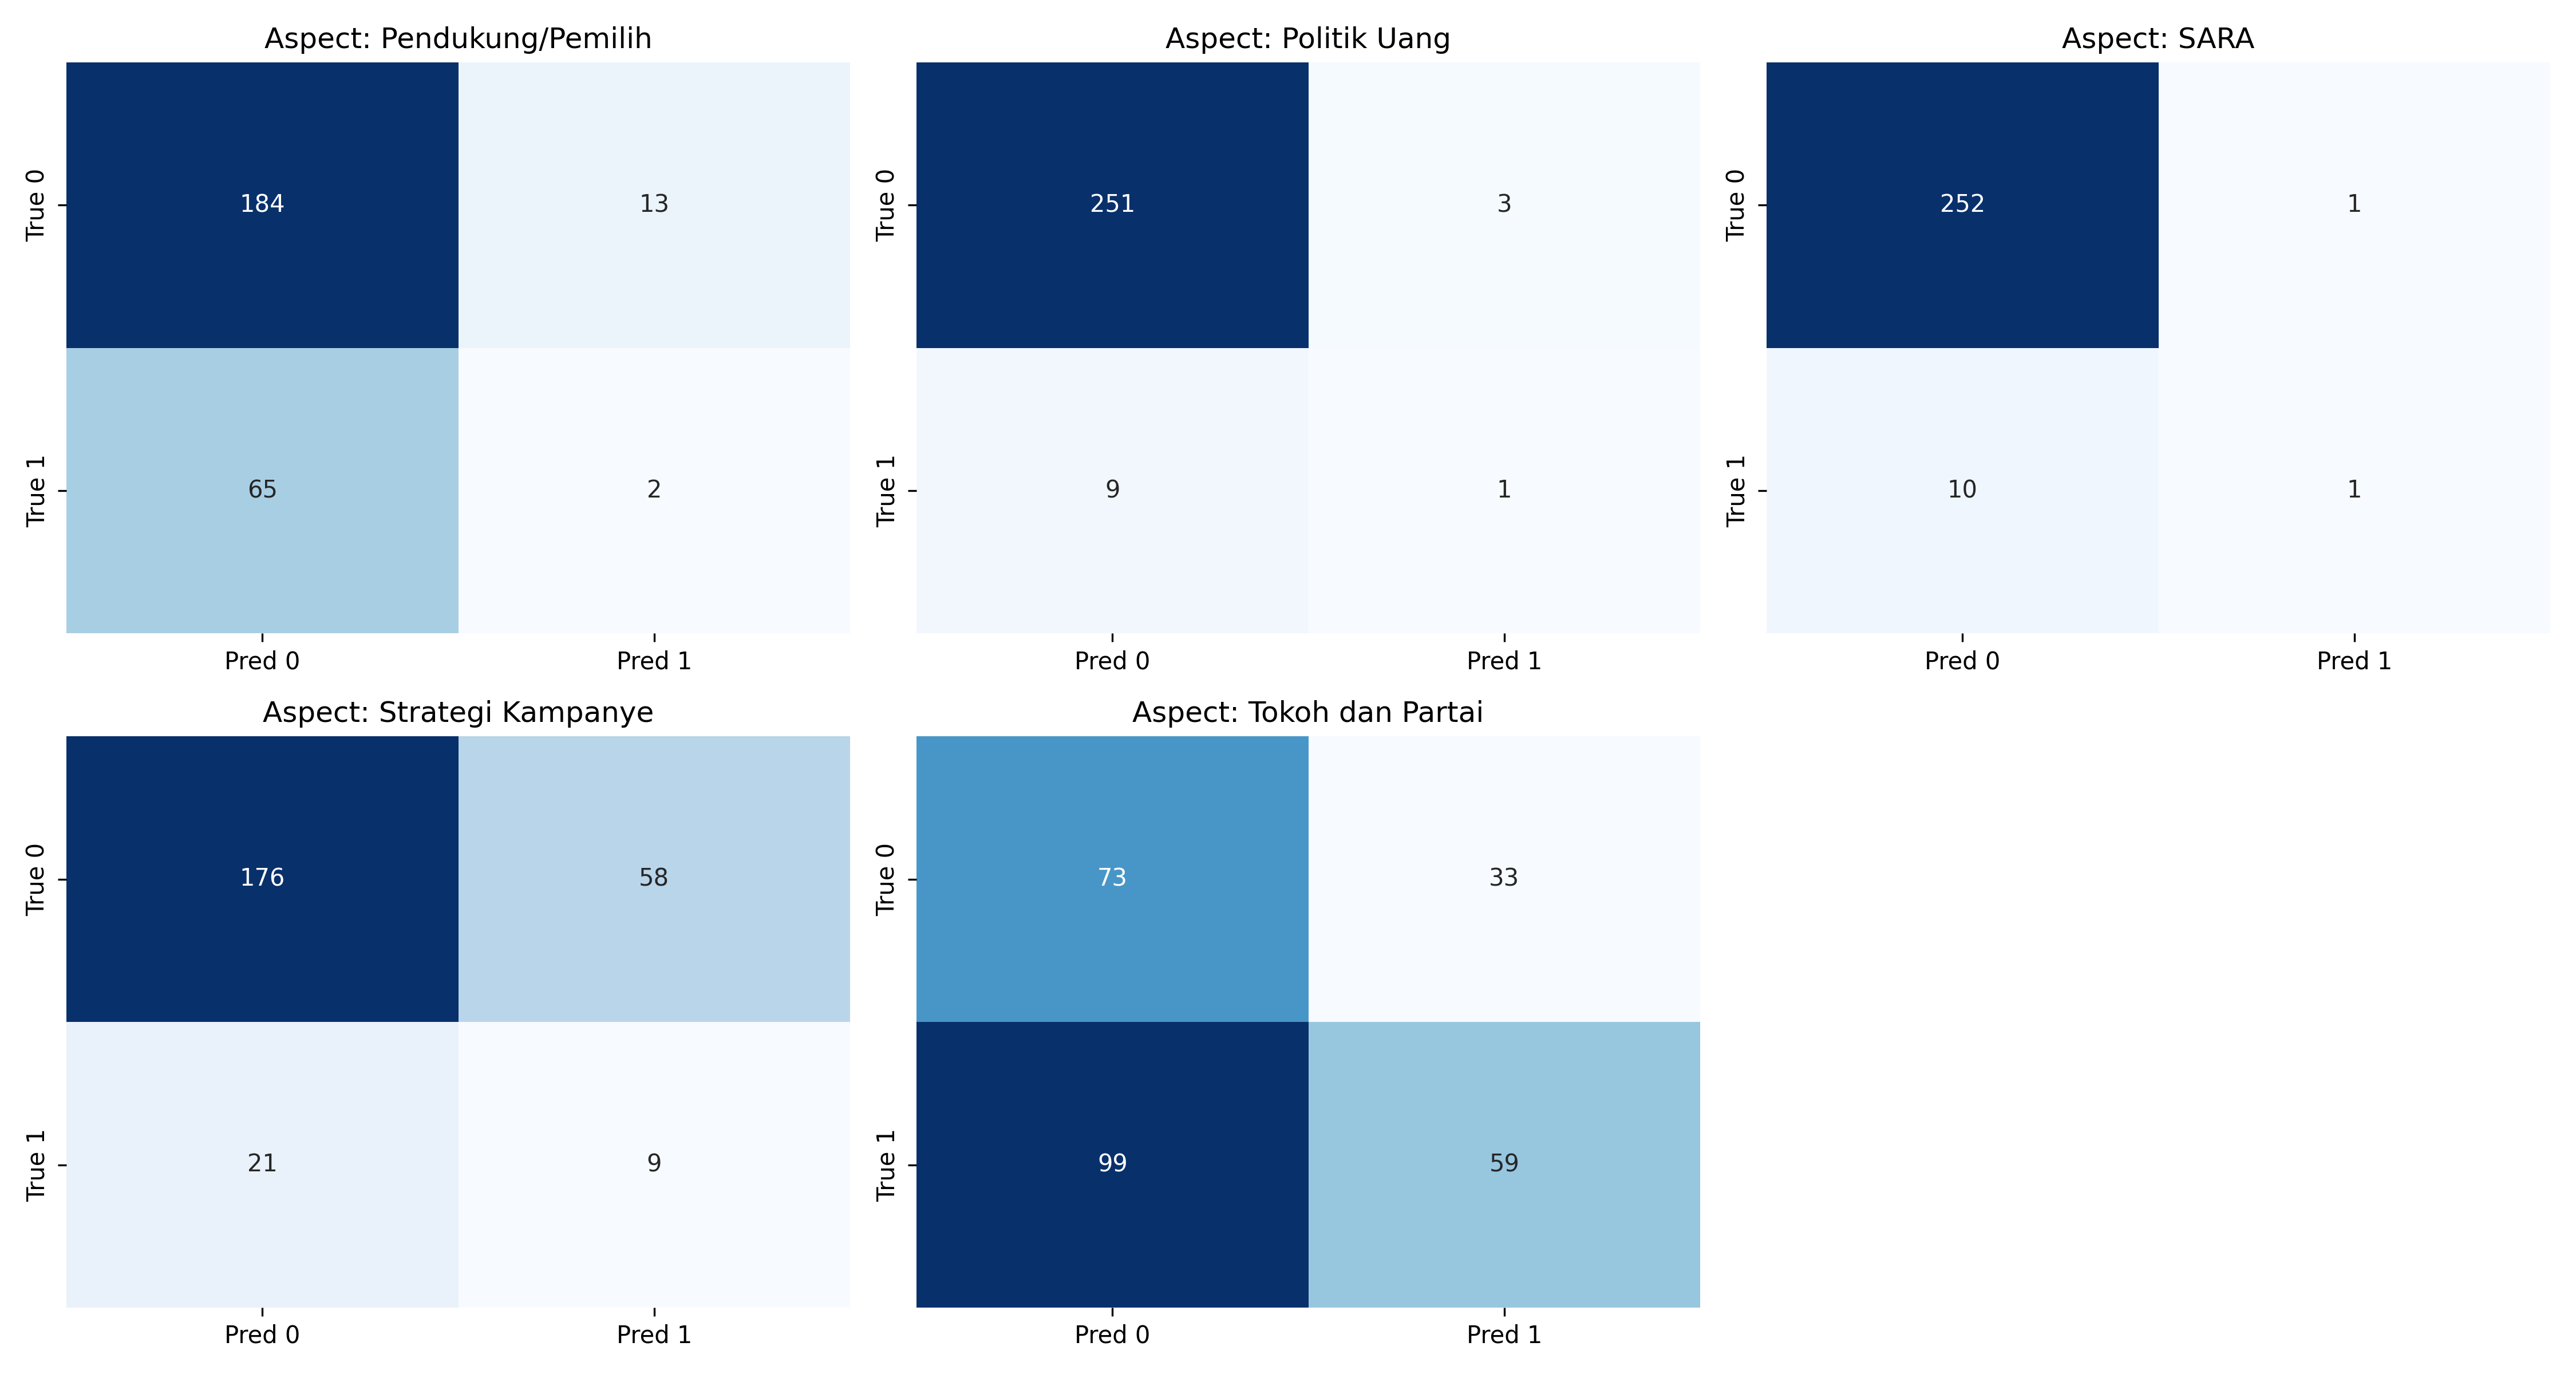 Aspect: Pendukung/Pemilih
True 0
184
13
True 1
65
2
Pred 0
Pred 1
Aspect: Politik Uang
True 0
251
3
True 1
9
1
Pred 0
Pred 1
Aspect: SARA
True 0
252
1
True 1
10
1
Pred 0
Pred 1
Aspect: Strategi Kampanye
True 0
176
58
True 1
21
9
Pred 0
Pred 1
Aspect: Tokoh dan Partai
True 0
73
33
True 1
99
59
Pred 0
Pred 1